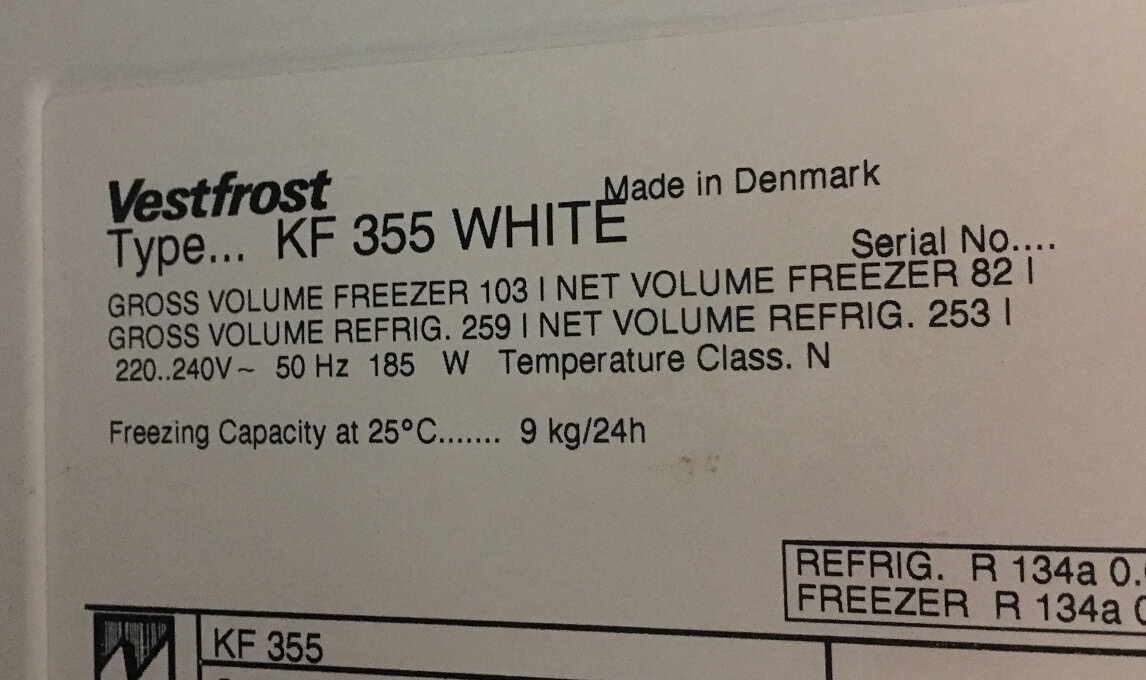 Vestfrost
Made in Denmark
Type... KF 355 WHITE
Serial No....
GROSS VOLUME FREEZER 103 l NET VOLUME FREEZER 82 l
GROSS VOLUME REFRIG. 259 l NET VOLUME REFRIG. 253 l
220..240V~ 50 Hz 185 W Temperature Class. N
Freezing Capacity at 25°C....... 9 kg/24h
REFRIG. R 134a 0.
FREEZER R 134a
KF 355